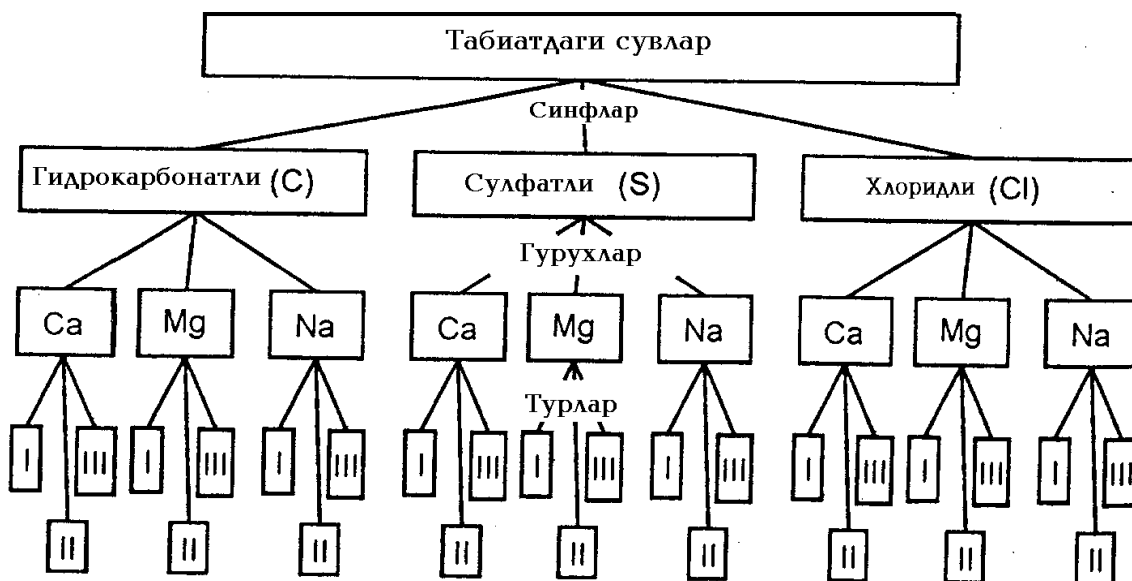 Табиатдаги сувлар
Синфлар
Гидрокарбонатли (C) Сулфатли (S) Хлоридли (Cl)
Гурухлар
Ca Mg Na Ca Mg Na Ca Mg Na
Турлар
I III I III I III I III I III I III I III I III I III
II II II II II II II II II